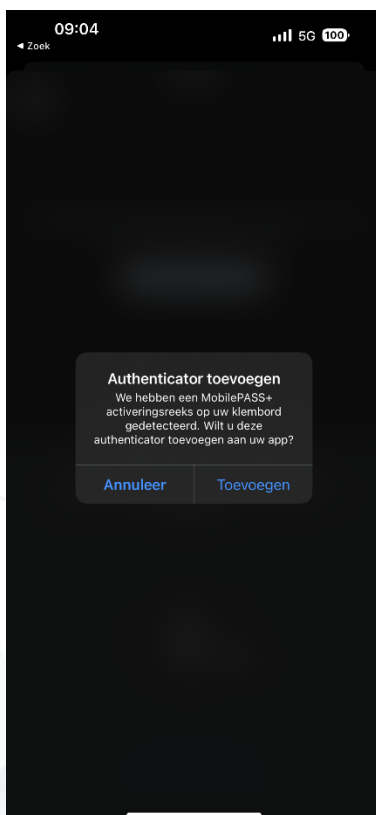 09:04
5G 100
◀ Zoek
Authenticator toevoegen
We hebben een MobilePASS+
activeringsreeks op uw klembord
gedetecteerd. Wilt u deze
authenticator toevoegen aan uw app?
Annuleer Toevoegen